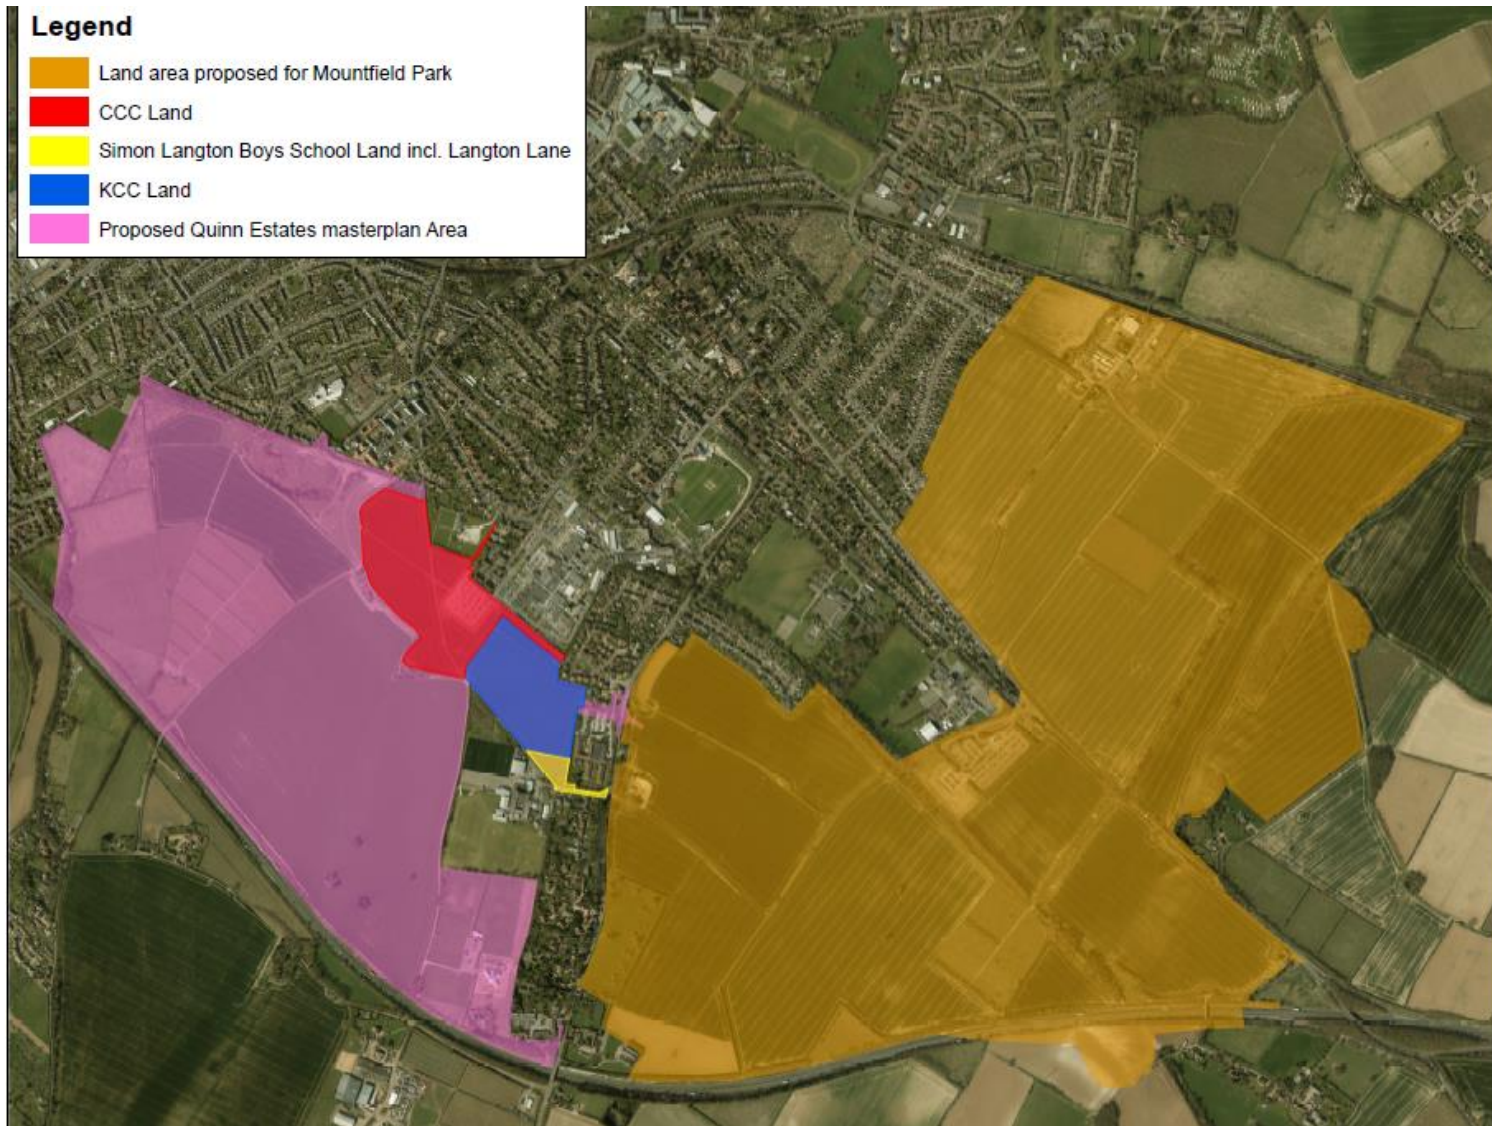 Legend
Land area proposed for Mountfield Park
CCC Land
Simon Langton Boys School Land incl. Langton Lane
KCC Land
Proposed Quinn Estates masterplan Area